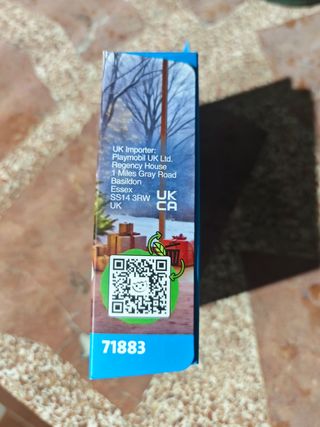 UK Importer:
Playmobil UK Ltd.
Regency House
1 Miles Gray Road
Basildon
Essex
SS14 3RW
UK
UK
CA
71883